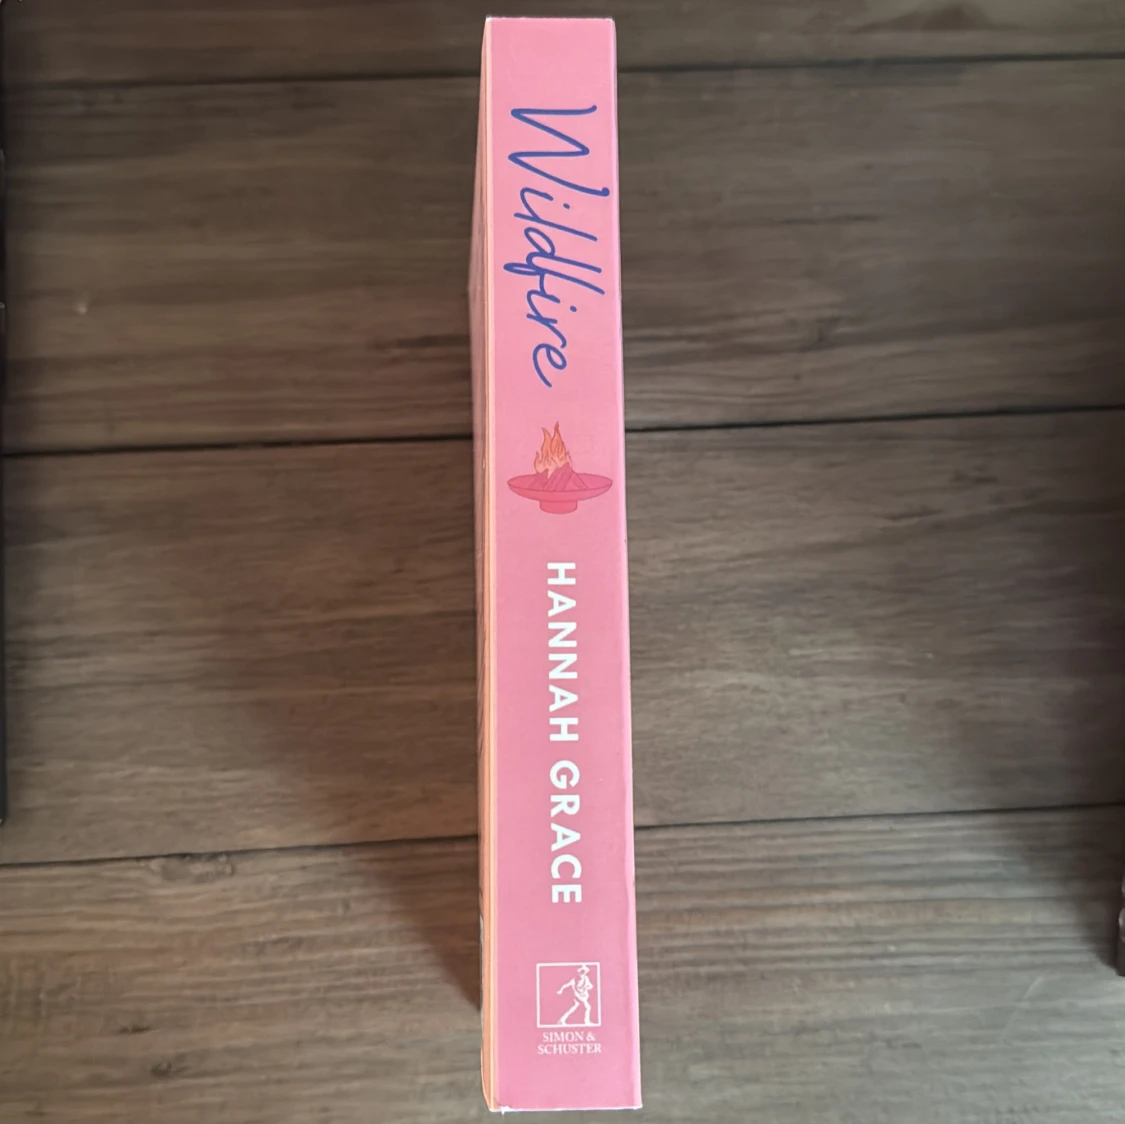 Wildfire
HANNAH GRACE
SIMON &
SCHUSTER